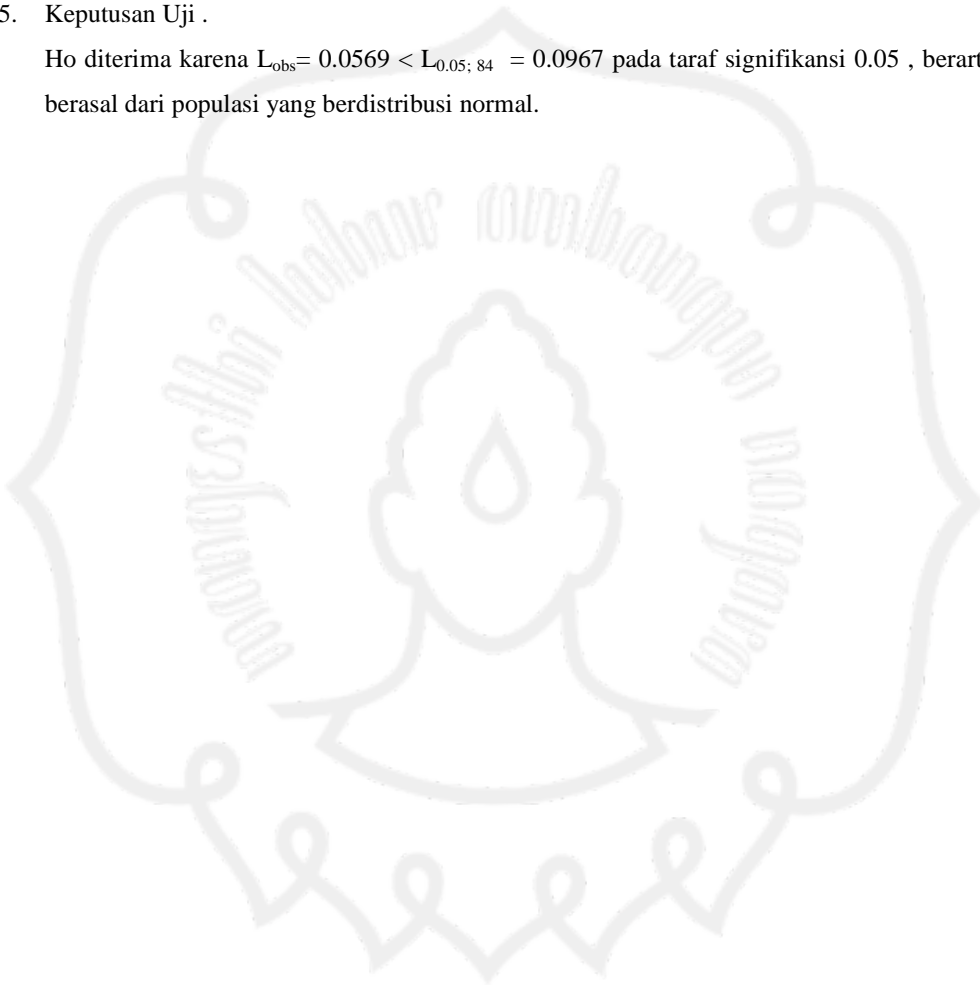 5. Keputusan Uji .
Ho diterima karena Lobs= 0.0569 < L0.05; 84 = 0.0967 pada taraf signifikansi 0.05 , berart
berasal dari populasi yang berdistribusi normal.